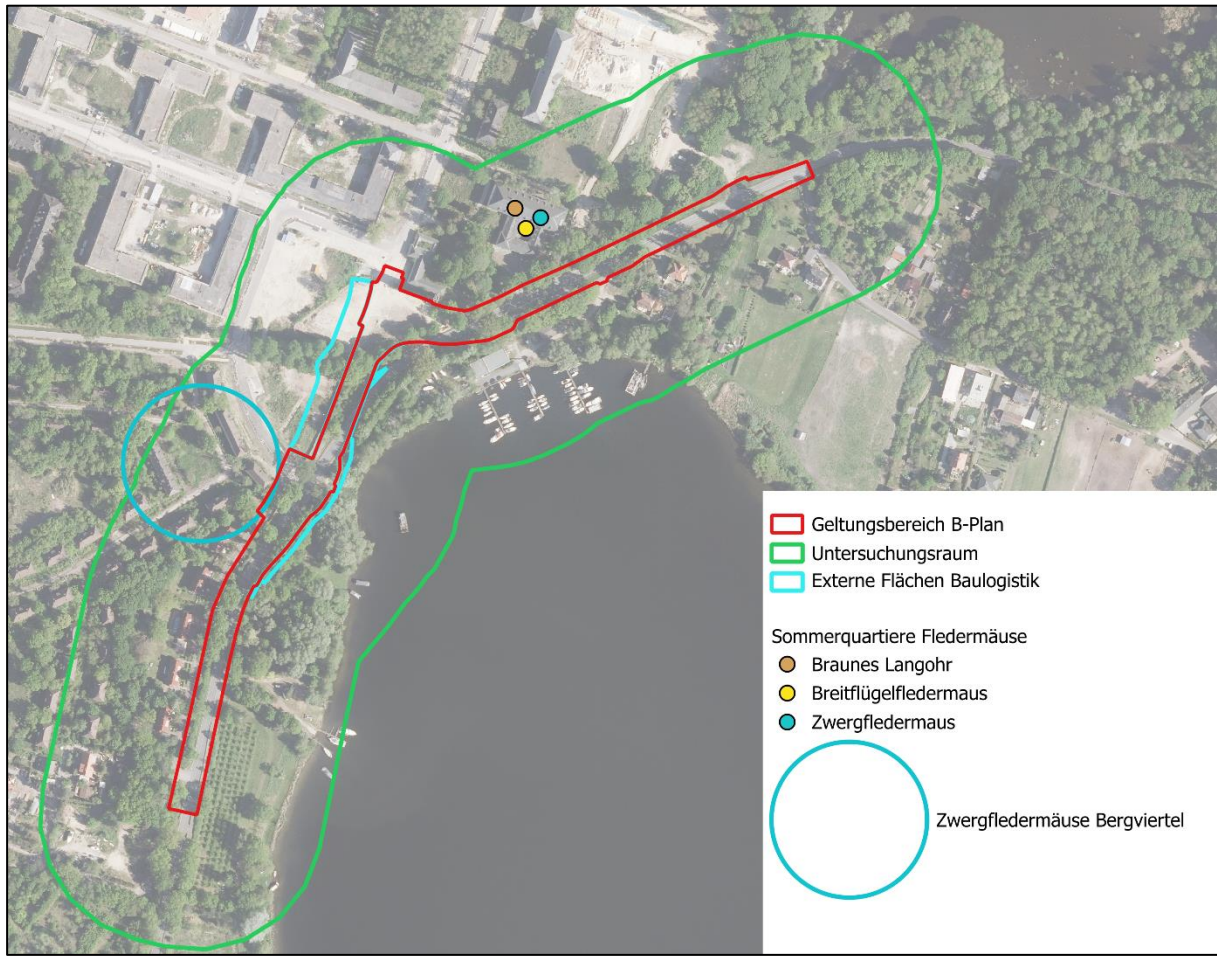 Geltungsbereich B-Plan
Untersuchungsraum
Externe Flächen Baulogistik
Sommerquartiere Fledermäuse
Braunes Langohr
Breitflügelfledermaus
Zwergfledermaus
Zwergfledermäuse Bergviertel